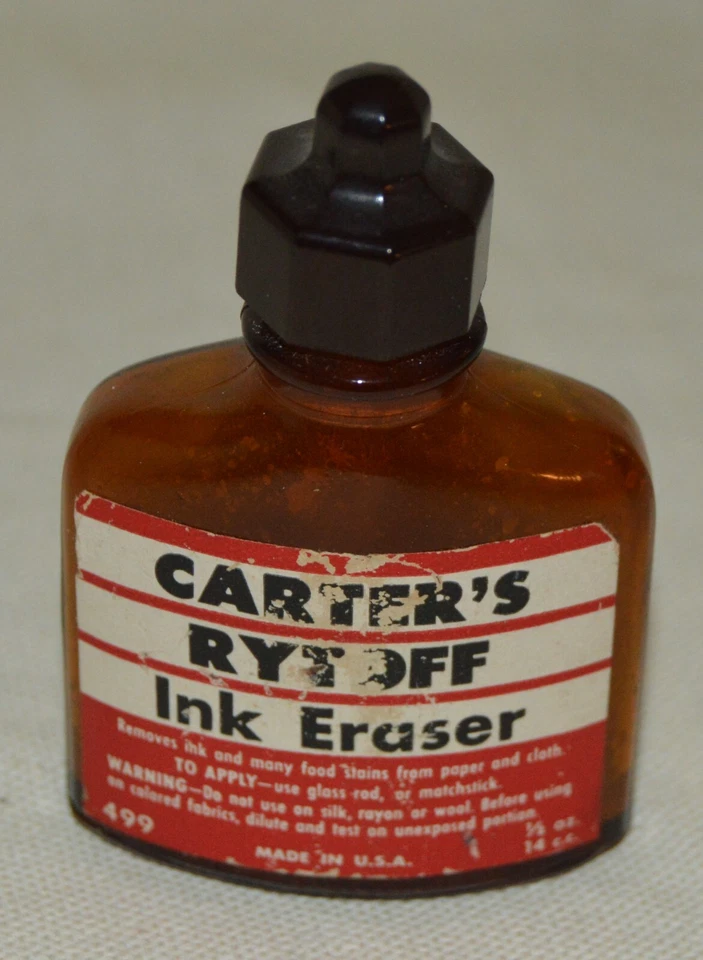 CARTER'S
RYTOFF
Ink Eraser
Removes ink and many food stains from paper and cloth.
TO APPLY—use glass rod, or matchstick.
WARNING—Do not use on silk, rayon or wool. Before using
on colored fabrics, dilute and test on unexposed portion.
499
½ oz.
14 c.c.
MADE IN U.S.A.